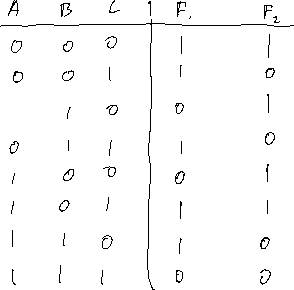 A B C | F₁ F₂
0 0 0 | 1 1
0 0 1 | 1 0
1 0 | 0 1
0 1 1 | 1 0
1 0 0 | 0 1
1 0 1 | 1 1
1 1 0 | 1 0
1 1 1 | 0 0